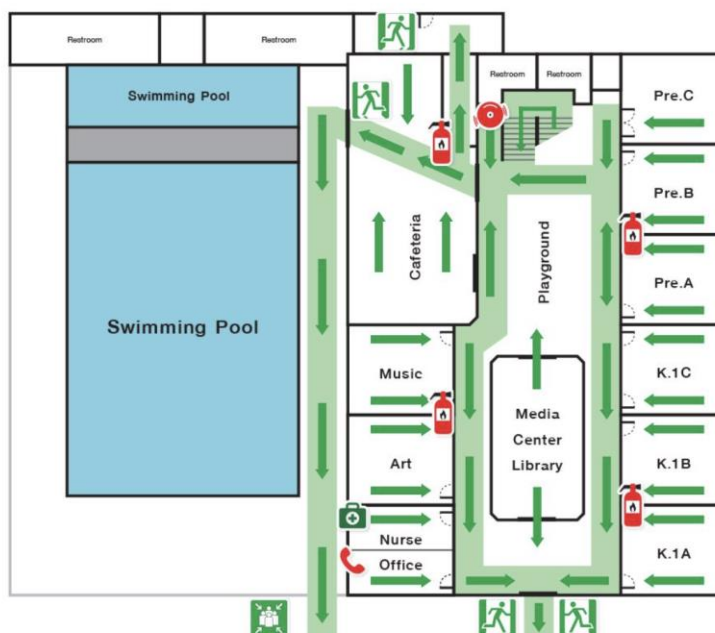 Restroom
Restroom
Swimming Pool
Restroom
Restroom
Pre.C
Pre.B
Cafeteria
Playground
Pre.A
Swimming Pool
Music
K.1C
Media
Center
Library
Art
K.1B
Nurse
Office
K.1A